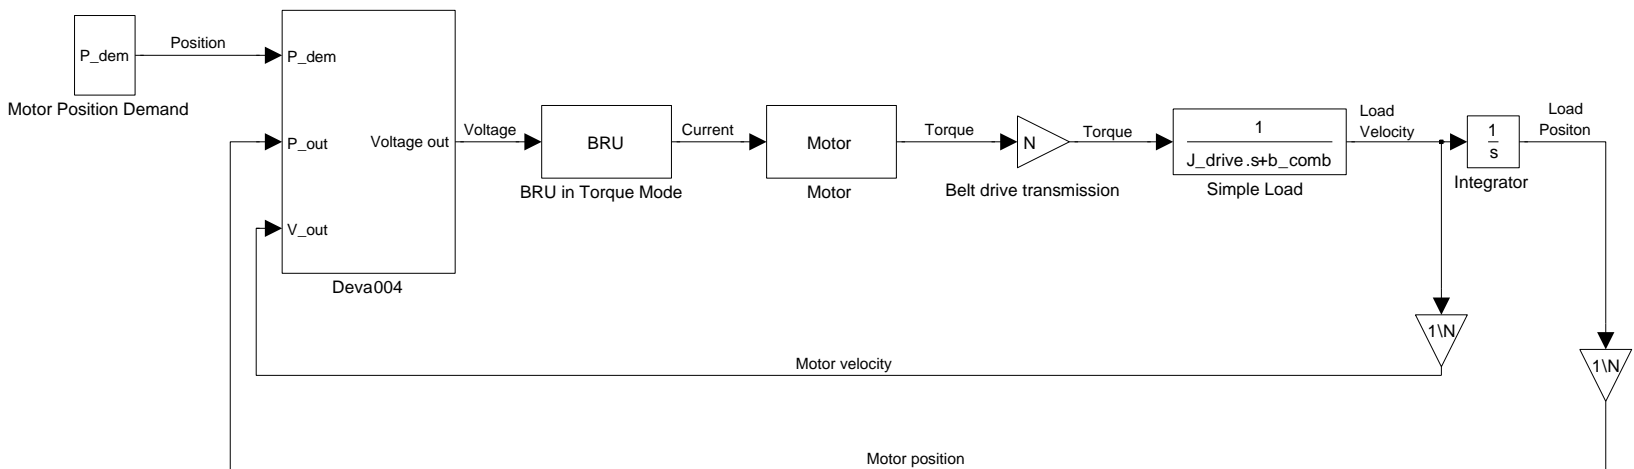 P_dem
Motor Position Demand
Position
P_dem
P_out
V_out
Voltage out
Deva004
Voltage
BRU
BRU in Torque Mode
Current
Motor
Motor
Torque
N
Belt drive transmission
Torque
1
J_drive.s+b_comb
Simple Load
Load
Velocity
1
s
Integrator
Load
Positon
1\N
1\N
Motor velocity
Motor position